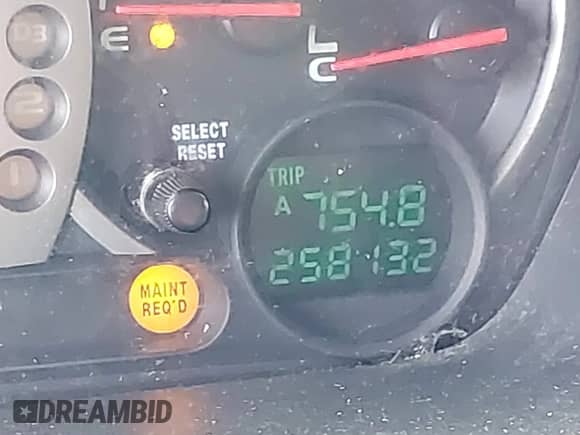 D3
E
L
C
2
SELECT
RESET
1
TRIP
A 754.8
258132
MAINT
REQ'D
DREAMBID